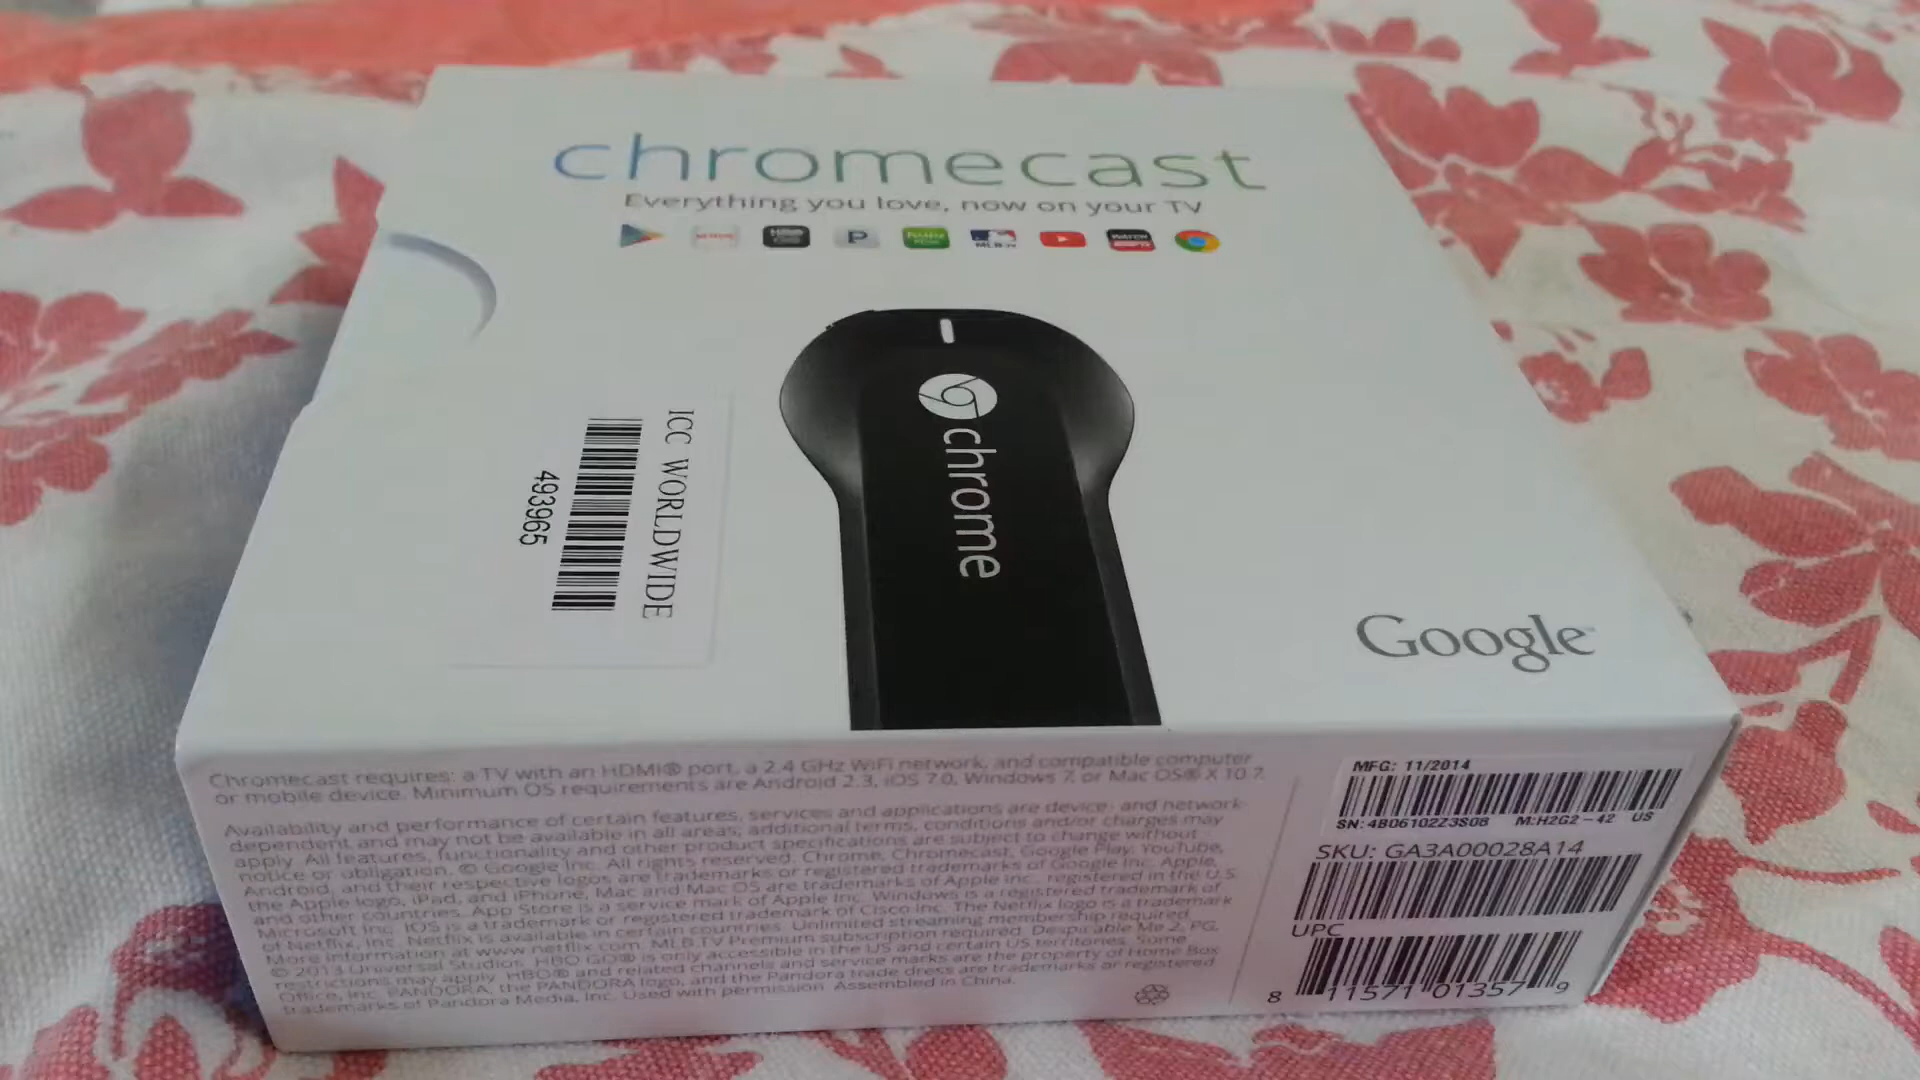 chromecast
Everything you love, now on your TV
NETFLIX
HBO GO
P
hulu PLUS
MLB.TV
WATCH ESPN
chrome
ICC WORLDWIDE
493965
Google
Chromecast requires: a TV with an HDMI® port, a 2.4 GHz WiFi network, and compatible computer
or mobile device. Minimum OS requirements are Android 2.3, iOS 7.0, Windows 7, or Mac OS® X 10.7.
Availability and performance of certain features, services and applications are device- and network-
dependent and may not be available in all areas; additional terms, conditions and/or charges may
apply. All features, functionality and other product specifications are subject to change without
notice or obligation. © Google Inc. All rights reserved. Chrome, Chromecast, Google Play, YouTube,
Android, and their respective logos are trademarks or registered trademarks of Google Inc. Apple,
the Apple logo, iPad, and iPhone, Mac and Mac OS are trademarks of Apple Inc., registered in the U.S.
and other countries. App Store is a service mark of Apple Inc. Windows is a registered trademark of
Microsoft Inc. IOS is a trademark or registered trademark of Cisco Inc. The Netflix logo is a trademark
of Netflix, Inc. Netflix is available in certain countries. Unlimited streaming membership required.
More information at www.netflix.com. MLB.TV Premium subscription required. Despicable Me 2, PG,
© 2013 Universal Studios. HBO GO® is only accessible in the US and certain US territories. Some
restrictions may apply. HBO® and related channels and service marks are the property of Home Box
Office, Inc. PANDORA, the PANDORA logo, and the Pandora trade dress are trademarks or registered
trademarks of Pandora Media, Inc. Used with permission. Assembled in China.
MFG: 11/2014
SN: 4B06102Z3S08 M:H2G2-42 US
SKU: GA3A00028A14
UPC
8 11571 01357 9